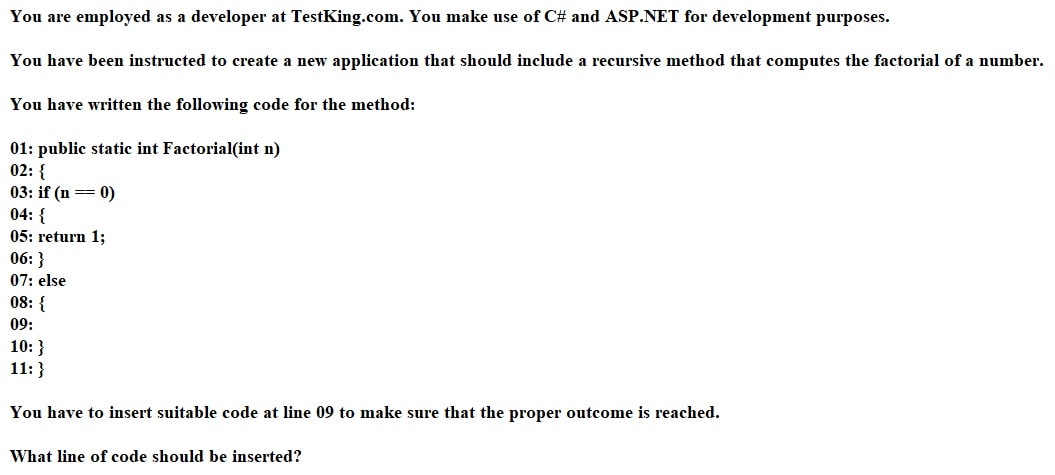 You are employed as a developer at TestKing.com. You make use of C# and ASP.NET for development purposes.
You have been instructed to create a new application that should include a recursive method that computes the factorial of a number.
You have written the following code for the method:
01: public static int Factorial(int n)
02: {
03: if (n == 0)
04: {
05: return 1;
06: }
07: else
08: {
09:
10: }
11: }
You have to insert suitable code at line 09 to make sure that the proper outcome is reached.
What line of code should be inserted?